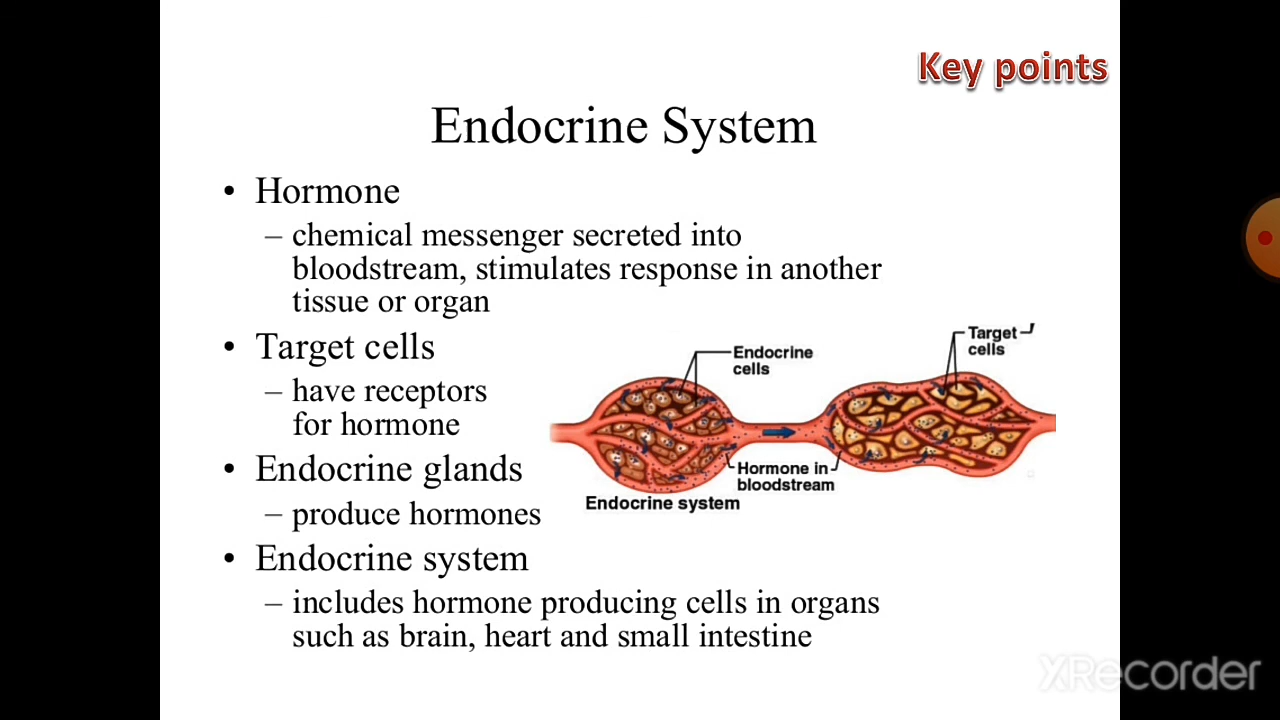 Key points
Endocrine System
• Hormone
– chemical messenger secreted into
bloodstream, stimulates response in another
tissue or organ
• Target cells
– have receptors
for hormone
• Endocrine glands
– produce hormones
• Endocrine system
– includes hormone producing cells in organs
such as brain, heart and small intestine
Endocrine
cells
Target
cells
Hormone in
bloodstream
Endocrine system
XRecorder